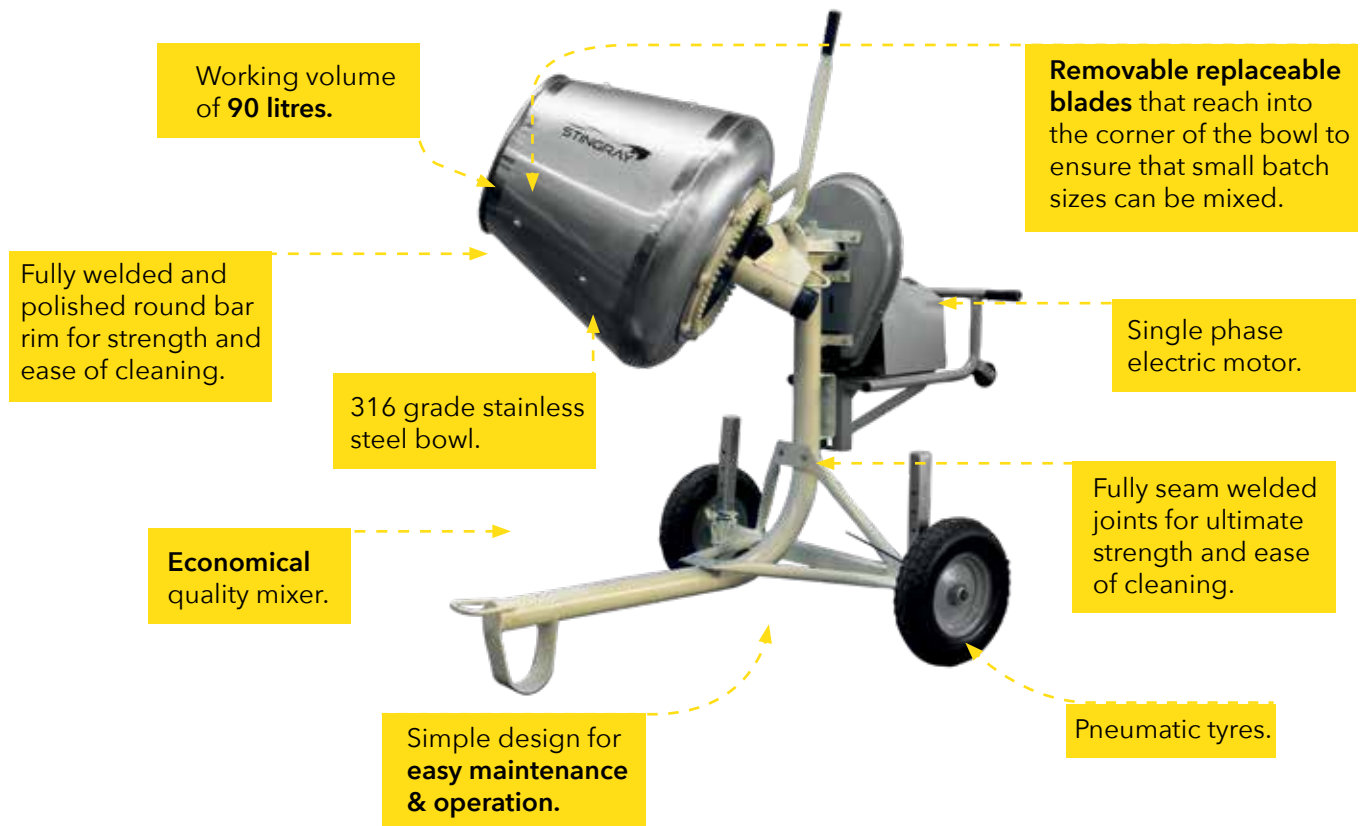 Working volume
of 90 litres.
STINGRAY
Removable replaceable
blades that reach into
the corner of the bowl to
ensure that small batch
sizes can be mixed.
Fully welded and
polished round bar
rim for strength and
ease of cleaning.
Single phase
electric motor.
316 grade stainless
steel bowl.
Fully seam welded
joints for ultimate
strength and ease
of cleaning.
Economical
quality mixer.
Simple design for
easy maintenance
& operation.
Pneumatic tyres.